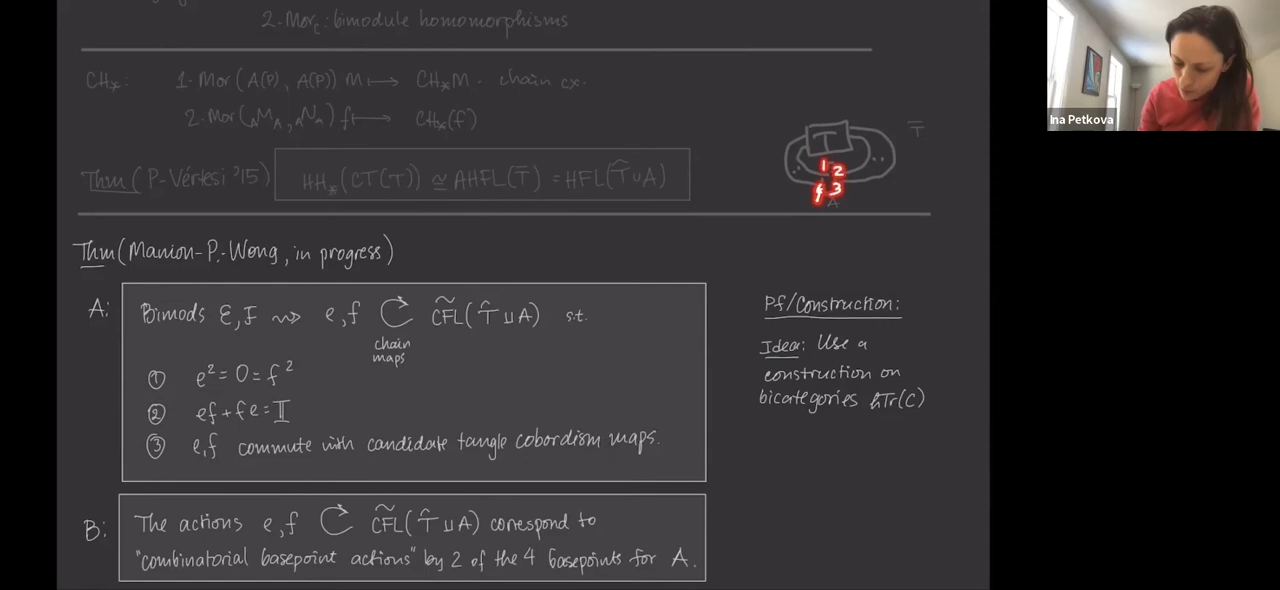 2-Mor_C: bimodule homomorphisms
CH_*: 1-Mor(A(P), A(P)) M ⟼ CH_*M - chain cx.
2-Mor(_AM_A, _AN_A) f ⟼ CH_*(f)
Thm (P-Vértesi '15) HH_*(CT(T)) ≅ AHFL(T̄) = HFL(T̂ ∪ A)
T
T̄
1 2
4 3
A
Thm (Manion-P.-Wong, in progress)
A: Bimods E, F ⇝ e, f ↻ C̃FL(T̂ ⊔ A) s.t.
chain
maps
① e² = 0 = f²
② ef + fe = 𝕀
③ e, f commute with candidate tangle cobordism maps.
B: The actions e, f ↻ C̃FL(T̂ ⊔ A) correspond to
"combinatorial basepoint actions" by 2 of the 4 basepoints for A.
Pf/Construction:
Idea: Use a
construction on
bicategories hTr(C)
Ina Petkova